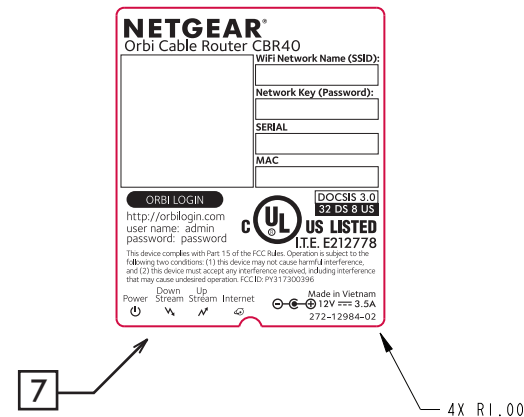 NETGEAR®
Orbi Cable Router CBR40
WiFi Network Name (SSID):
Network Key (Password):
SERIAL
MAC
ORBI LOGIN
http://orbilogin.com
user name: admin
password: password
DOCSIS 3.0
32 DS 8 US
C UL® US LISTED
I.T.E. E212778
This device complies with Part 15 of the FCC Rules. Operation is subject to the
following two conditions: (1) this device may not cause harmful interference,
and (2) this device must accept any interference received, including interference
that may cause undesired operation. FCC ID: PY317300396
Power Down Stream Up Stream Internet
Made in Vietnam
12V 3.5A
272-12984-02
7
4X R1.00